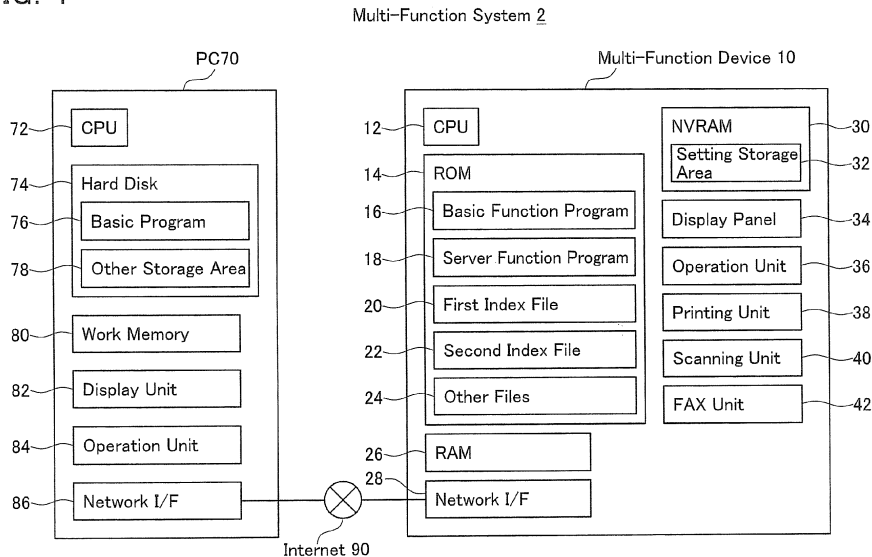 Multi-Function System 2
PC70
Multi-Function Device 10
72
CPU
74
Hard Disk
76
Basic Program
78
Other Storage Area
80
Work Memory
82
Display Unit
84
Operation Unit
86
Network I/F
Internet 90
12
CPU
14
ROM
16
Basic Function Program
18
Server Function Program
20
First Index File
22
Second Index File
24
Other Files
26
RAM
28
Network I/F
NVRAM
30
Setting Storage
Area
32
Display Panel
34
Operation Unit
36
Printing Unit
38
Scanning Unit
40
FAX Unit
42